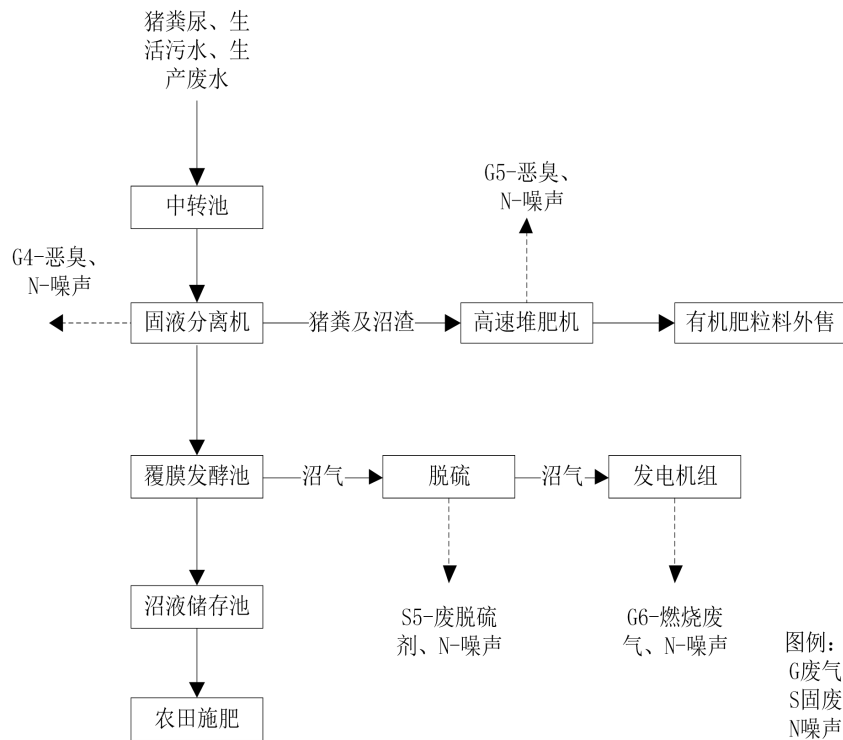 猪粪尿、生
活污水、生
产废水
中转池
G5-恶臭、
N-噪声
G4-恶臭、
N-噪声
固液分离机
猪粪及沼渣
高速堆肥机
有机肥粒料外售
覆膜发酵池
沼气
脱硫
沼气
发电机组
沼液储存池
S5-废脱硫
剂、N-噪声
G6-燃烧废
气、N-噪声
农田施肥
图例：
G废气
S固废
N噪声